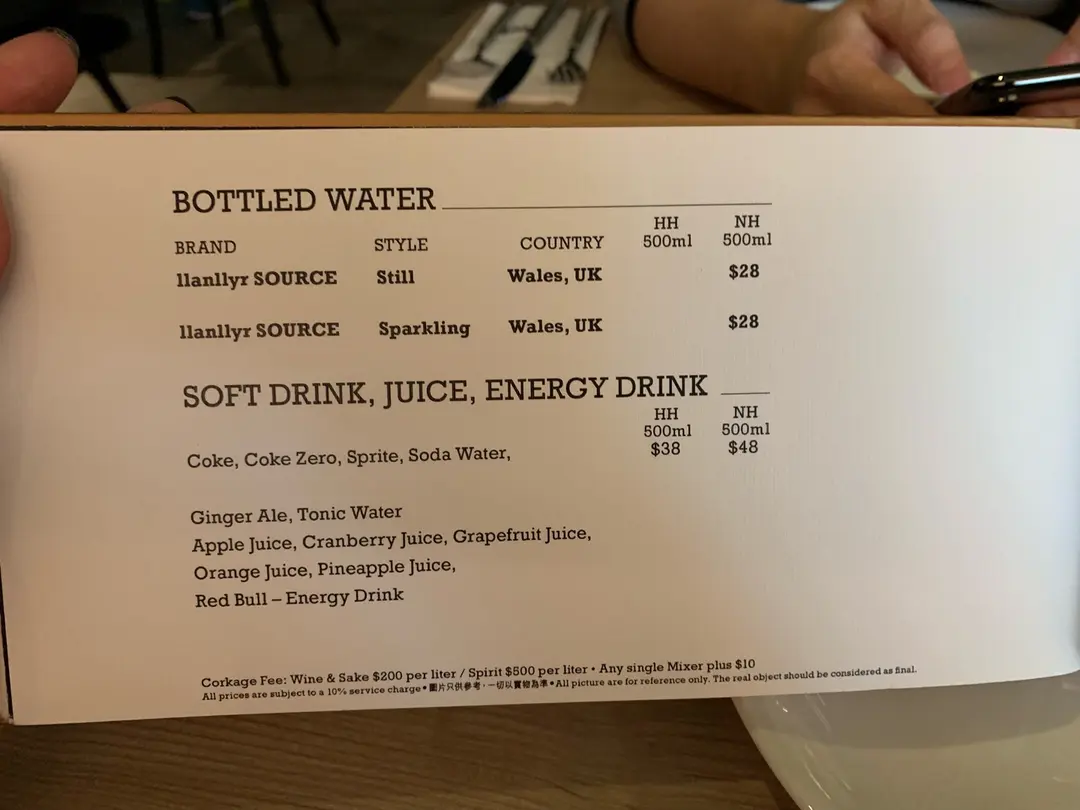 BOTTLED WATER
HH NH
BRAND STYLE COUNTRY 500ml 500ml
llanllyr SOURCE Still Wales, UK $28
llanllyr SOURCE Sparkling Wales, UK $28
SOFT DRINK, JUICE, ENERGY DRINK
HH NH
500ml 500ml
Coke, Coke Zero, Sprite, Soda Water, $38 $48
Ginger Ale, Tonic Water
Apple Juice, Cranberry Juice, Grapefruit Juice,
Orange Juice, Pineapple Juice,
Red Bull – Energy Drink
Corkage Fee: Wine & Sake $200 per liter / Spirit $500 per liter • Any single Mixer plus $10
All prices are subject to a 10% service charge • 圖片只供參考，一切以實物為準 • All picture are for reference only. The real object should be considered as final.